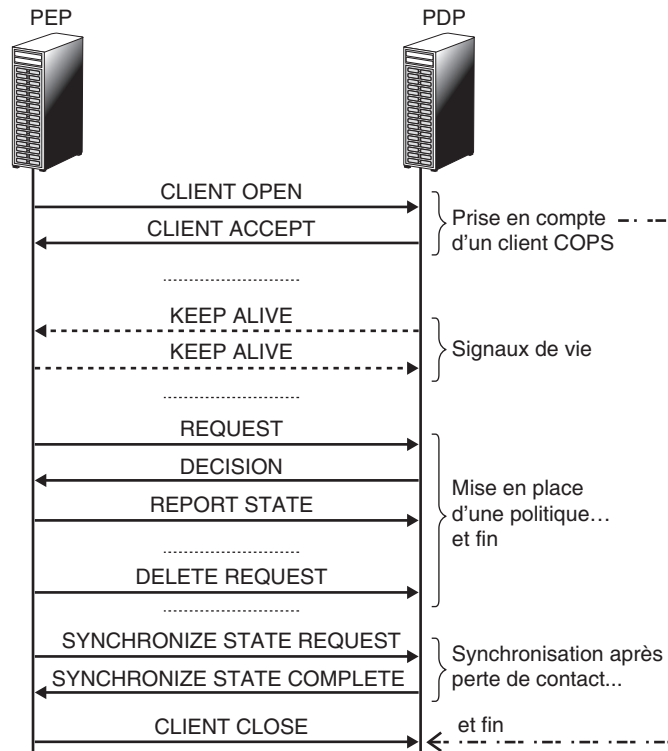 PEP
PDP
CLIENT OPEN
CLIENT ACCEPT
Prise en compte
d'un client COPS
KEEP ALIVE
KEEP ALIVE
Signaux de vie
REQUEST
DECISION
REPORT STATE
DELETE REQUEST
Mise en place
d'une politique…
et fin
SYNCHRONIZE STATE REQUEST
SYNCHRONIZE STATE COMPLETE
Synchronisation après
perte de contact...
CLIENT CLOSE
et fin